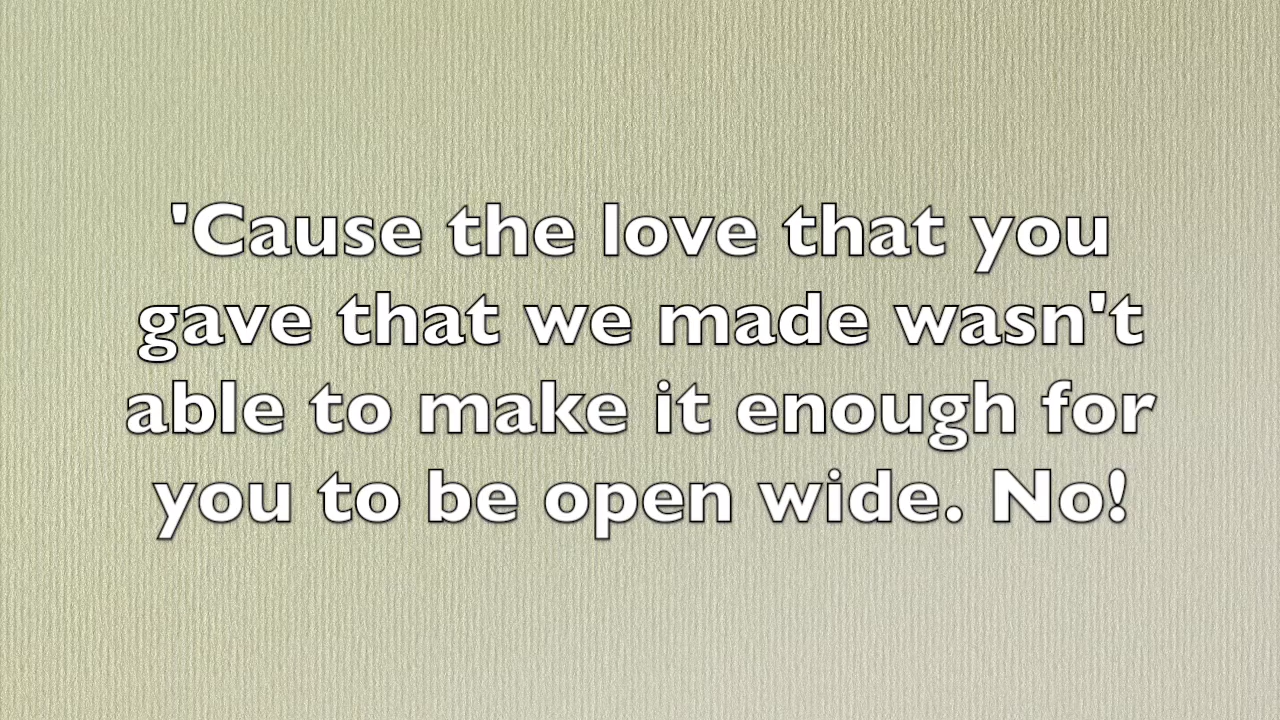 'Cause the love that you
gave that we made wasn't
able to make it enough for
you to be open wide. No!